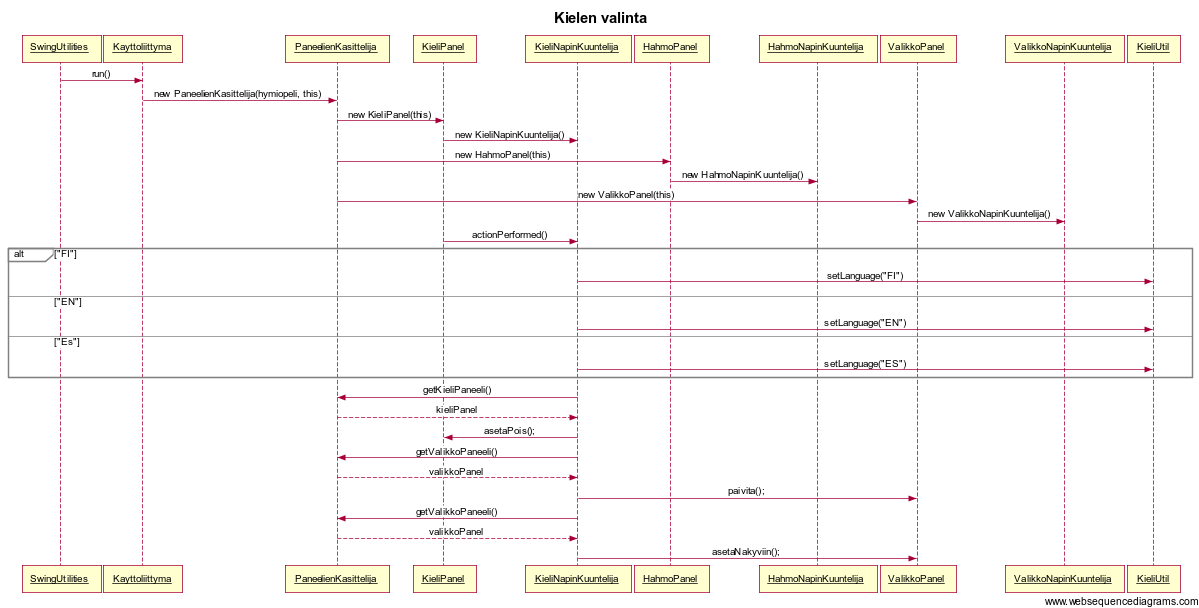 Kielen valinta
SwingUtilities Kayttoliittyma PaneelienKasittelija KieliPanel KieliNapinKuuntelija HahmoPanel HahmoNapinKuuntelija ValikkoPanel ValikkoNapinKuuntelija KieliUtil
run()
new PaneelienKasittelija(hymiopeli, this)
new KieliPanel(this)
new KieliNapinKuuntelija()
new HahmoPanel(this)
new HahmoNapinKuuntelija()
new ValikkoPanel(this)
new ValikkoNapinKuuntelija()
actionPerformed()
alt ["FI"]
setLanguage("FI")
["EN"]
setLanguage("EN")
["Es"]
setLanguage("ES")
getKieliPaneeli()
kieliPanel
asetaPois();
getValikkoPaneeli()
valikkoPanel
paivita();
getValikkoPaneeli()
valikkoPanel
asetaNakyviin();
SwingUtilities Kayttoliittyma PaneelienKasittelija KieliPanel KieliNapinKuuntelija HahmoPanel HahmoNapinKuuntelija ValikkoPanel ValikkoNapinKuuntelija KieliUtil
www.websequencediagrams.com